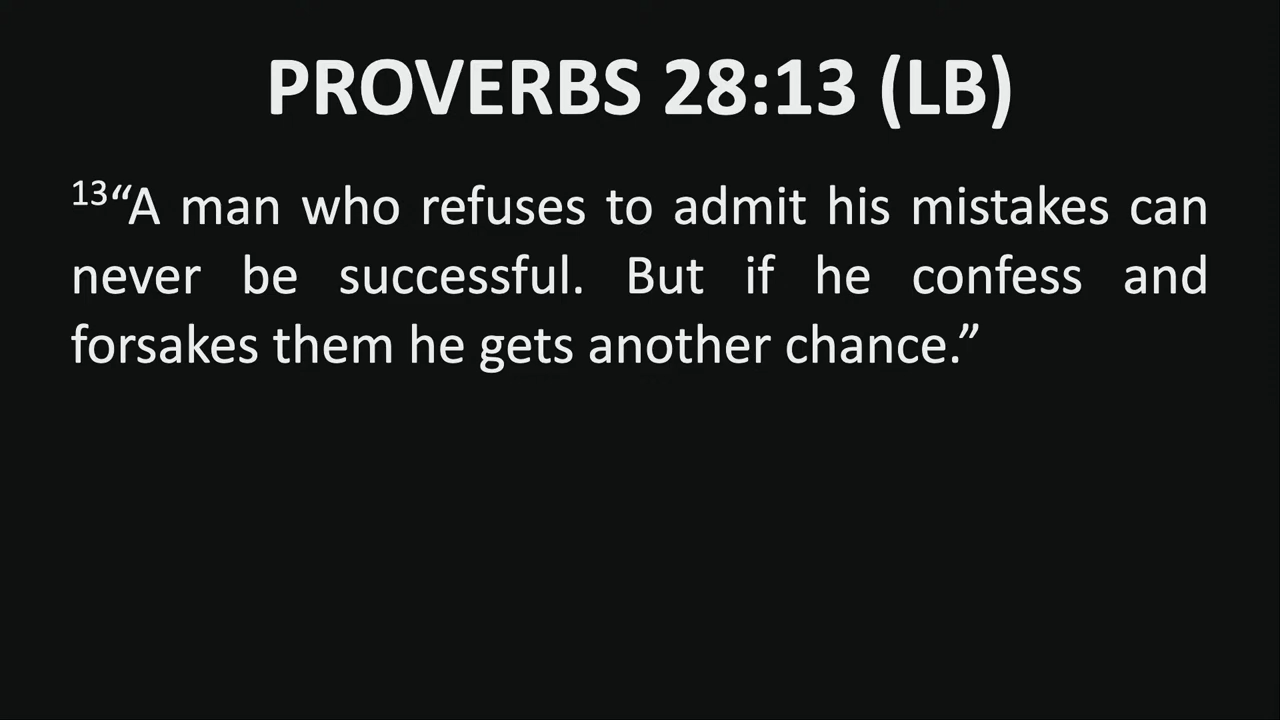 PROVERBS 28:13 (LB)
13“A man who refuses to admit his mistakes can
never be successful. But if he confess and
forsakes them he gets another chance.”